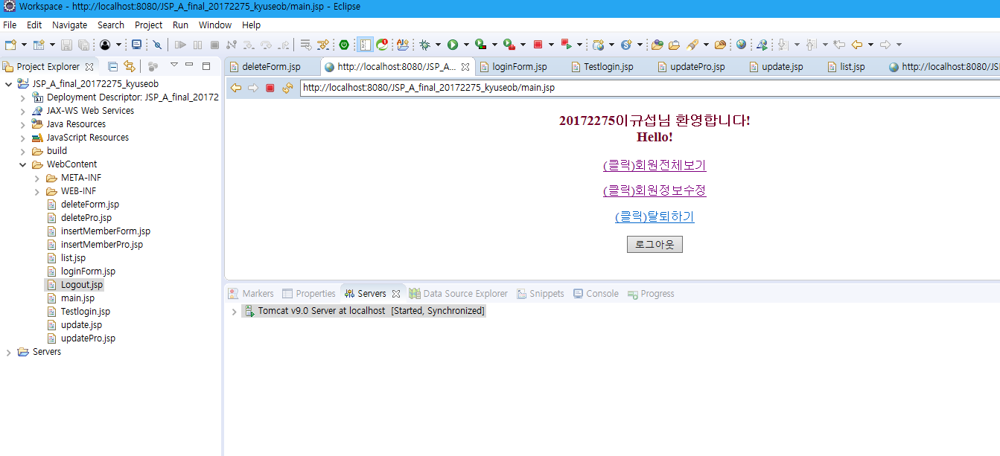 Workspace - http://localhost:8080/JSP_A_final_20172275_kyuseob/main.jsp - Eclipse
File Edit Navigate Search Project Run Window Help
Project Explorer
deleteForm.jsp http://localhost:8080/JSP_A... loginForm.jsp Testlogin.jsp updatePro.jsp update.jsp list.jsp http://localhost:8080/JSI
http://localhost:8080/JSP_A_final_20172275_kyuseob/main.jsp
JSP_A_final_20172275_kyuseob
Deployment Descriptor: JSP_A_final_20172
JAX-WS Web Services
Java Resources
JavaScript Resources
build
WebContent
META-INF
WEB-INF
deleteForm.jsp
deletePro.jsp
insertMemberForm.jsp
insertMemberPro.jsp
list.jsp
loginForm.jsp
Logout.jsp
main.jsp
Testlogin.jsp
update.jsp
updatePro.jsp
Servers
20172275이규섭님 환영합니다!
Hello!
(클릭)회원전체보기
(클릭)회원정보수정
(클릭)탈퇴하기
로그아웃
Markers Properties Servers Data Source Explorer Snippets Console Progress
Tomcat v9.0 Server at localhost [Started, Synchronized]